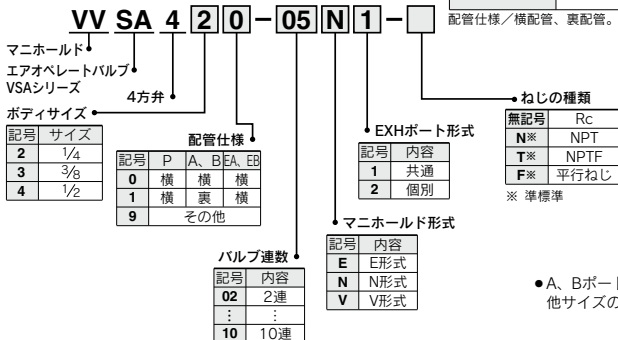 VV SA 4 2 0 - 05 N 1 -
配管仕様／横配管、裏配管。
マニホールド
エアオペレートバルブ
VSAシリーズ
4方弁
ボディサイズ
記号 サイズ
2 1/4
3 3/8
4 1/2
配管仕様
記号 P A、B EA、EB
0 横 横 横
1 横 裏 横
9 その他
バルブ連数
記号 内容
02 2連
⋮ ⋮
10 10連
EXHポート形式
記号 内容
1 共通
2 個別
マニホールド形式
記号 内容
E E形式
N N形式
V V形式
ねじの種類
無記号 Rc
N※ NPT
T※ NPTF
F※ 平行ねじ
※ 準標準
●A、Bポート
他サイズの